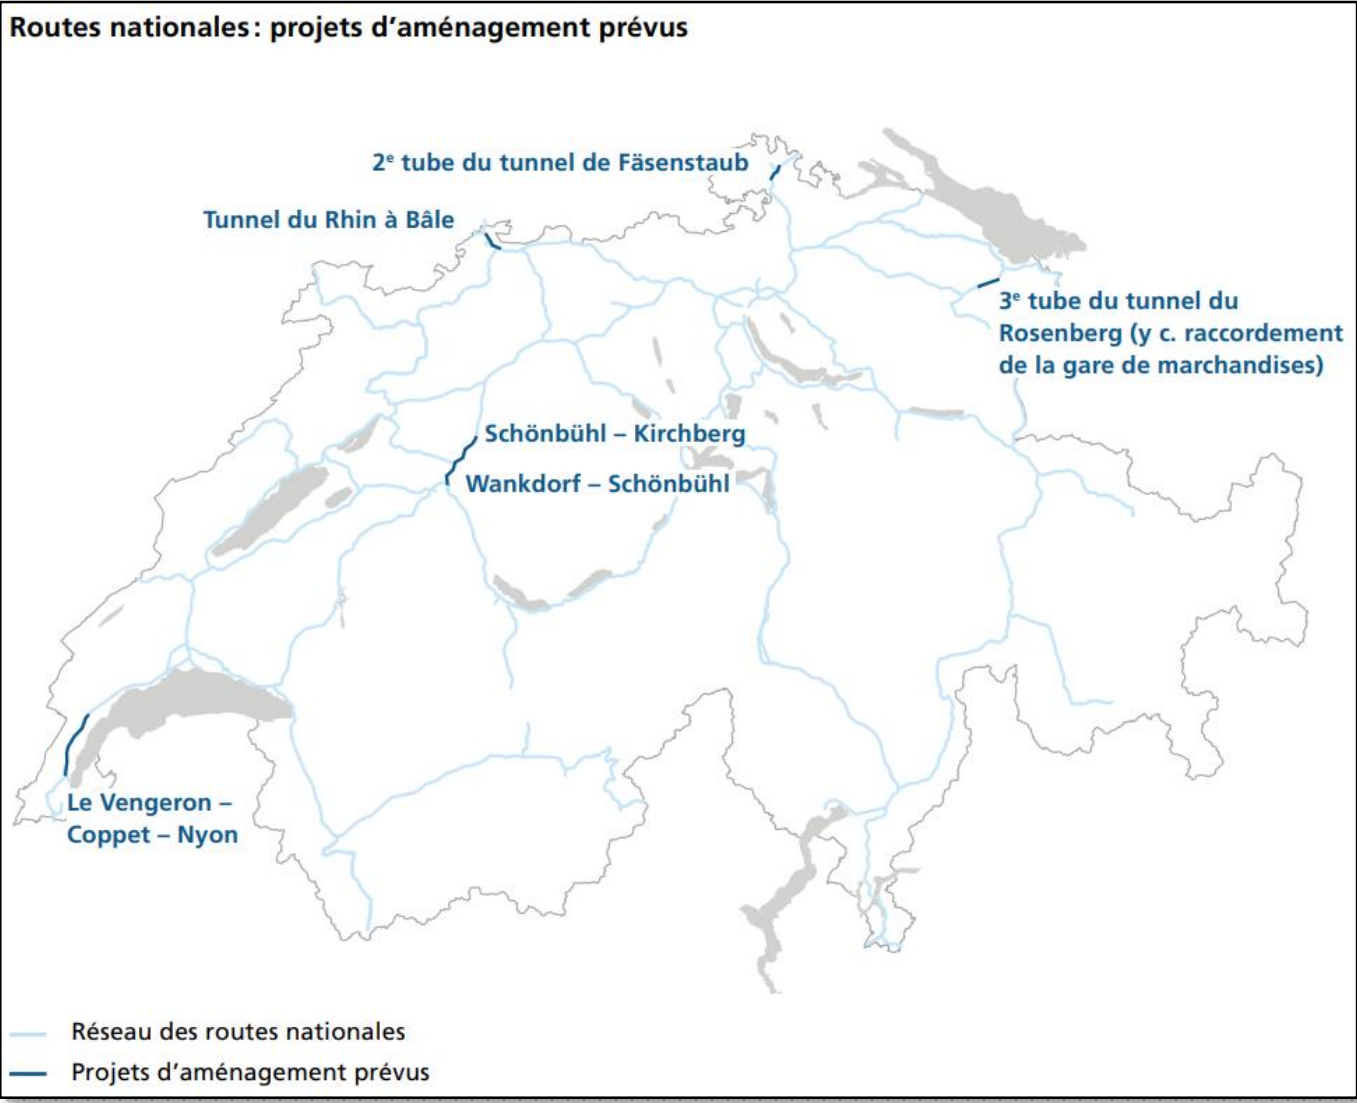 Routes nationales: projets d’aménagement prévus
2e tube du tunnel de Fäsenstaub
Tunnel du Rhin à Bâle
3e tube du tunnel du
Rosenberg (y c. raccordement
de la gare de marchandises)
Schönbühl – Kirchberg
Wankdorf – Schönbühl
Le Vengeron –
Coppet – Nyon
Réseau des routes nationales
Projets d’aménagement prévus